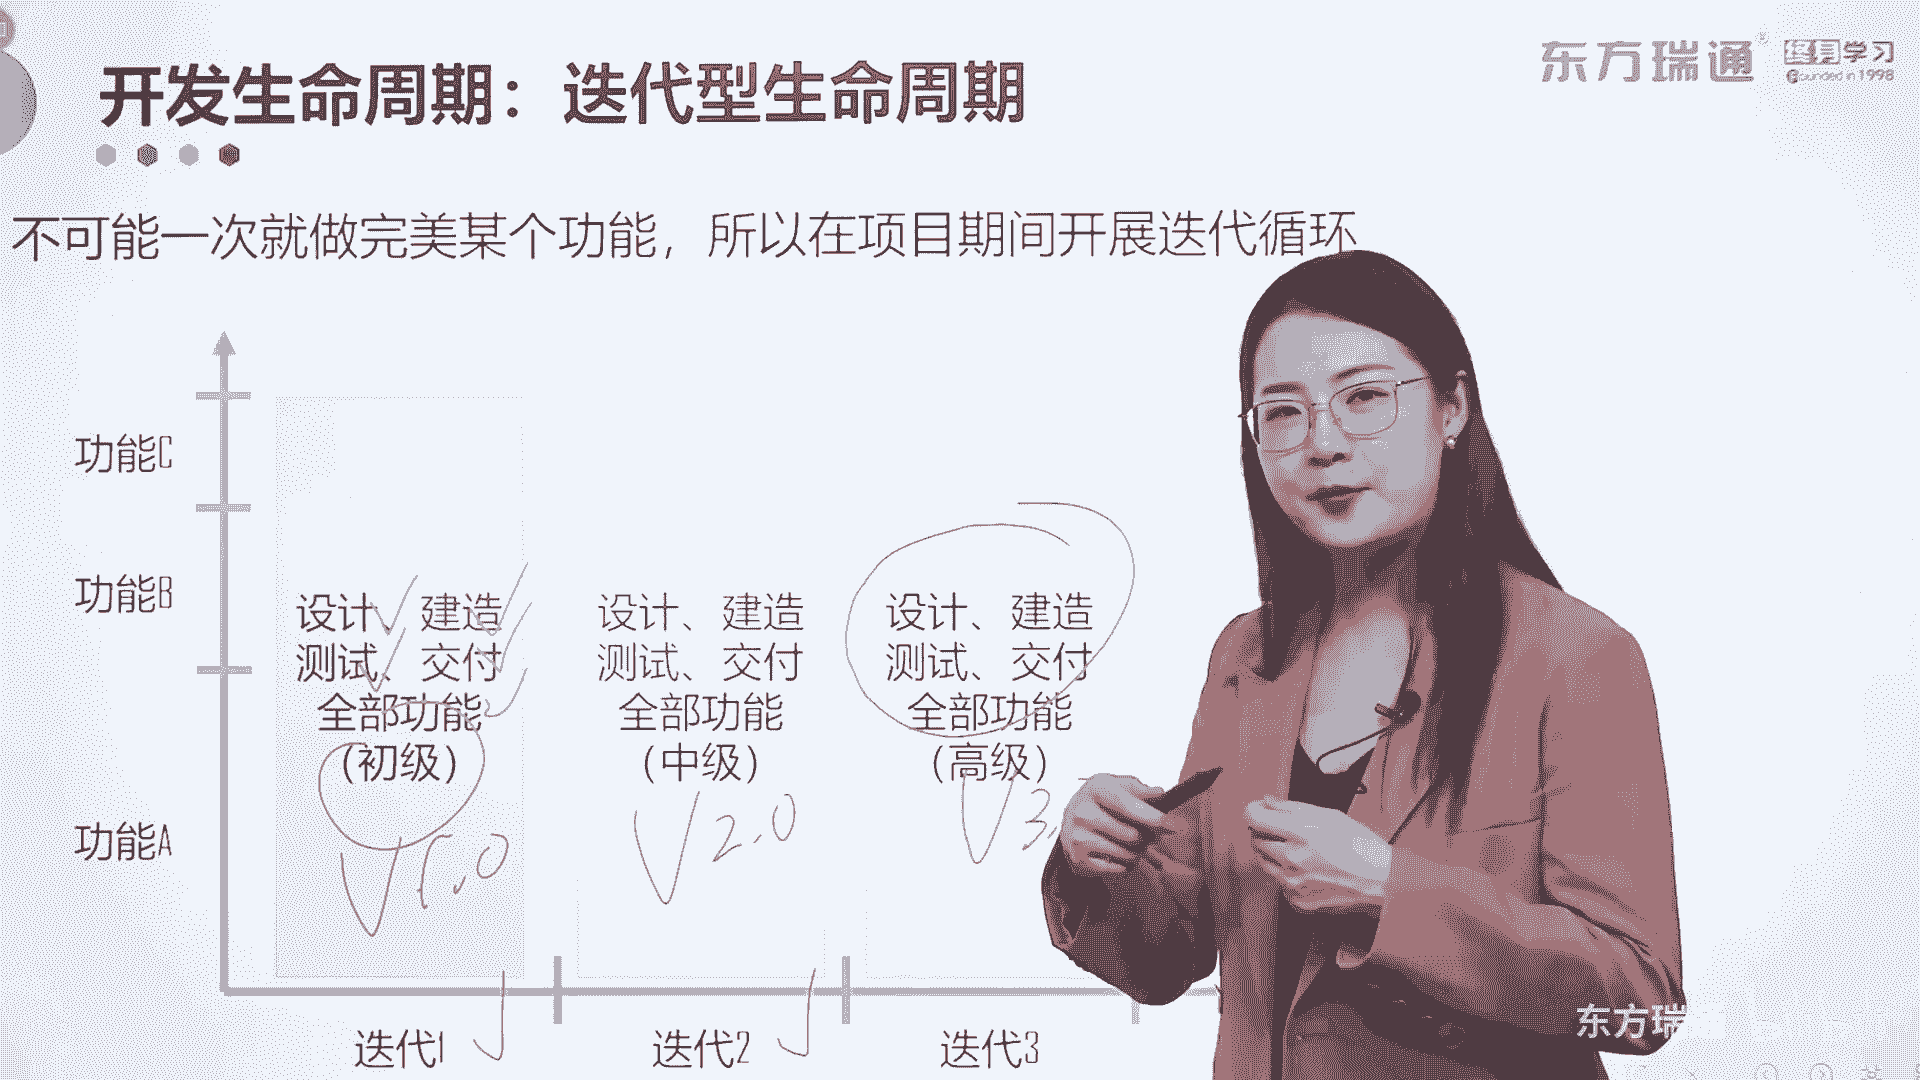 开发生命周期：迭代型生命周期
东方瑞通
终身学习
Founded in 1998
不可能一次就做完美某个功能，所以在项目期间开展迭代循环
功能C
功能B
功能A
设计、建造
测试、交付
全部功能
（初级）
V1.0
设计、建造
测试、交付
全部功能
（中级）
V2.0
设计、建造
测试、交付
全部功能
（高级）
V3.
迭代1
迭代2
迭代3
东方瑞